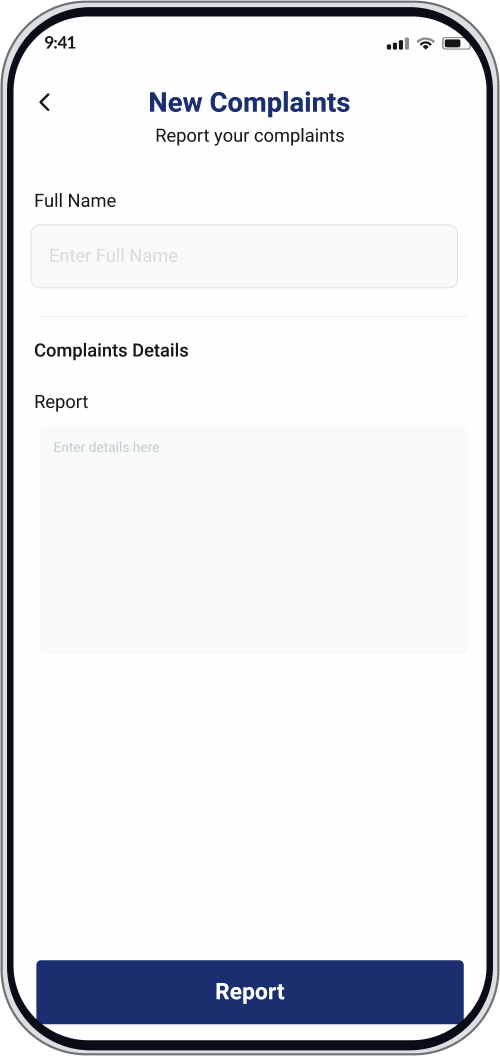 9:41
New Complaints
Report your complaints
Full Name
Enter Full Name
Complaints Details
Report
Enter details here
Report